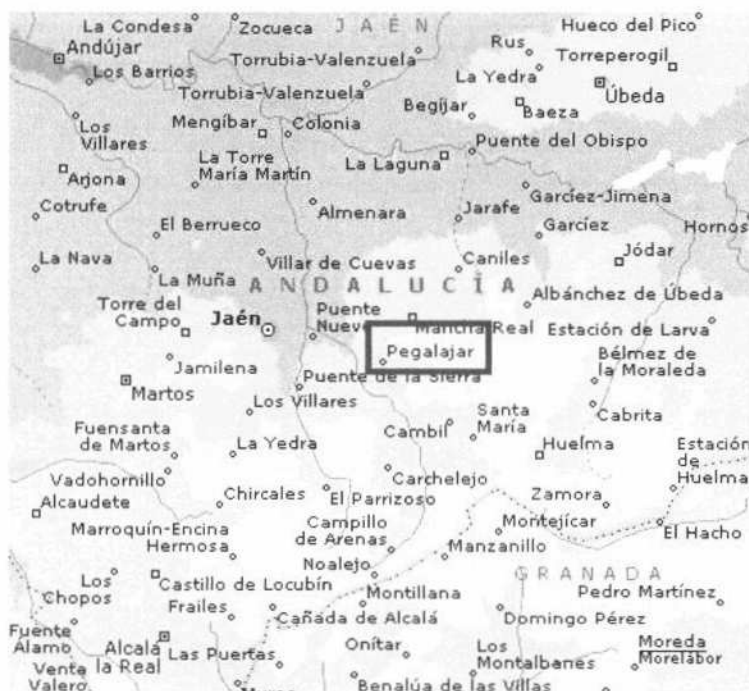 La Condesa
Zocueca
JAÉN
Hueco del Pico
Andújar
Torrubia-Valenzuela
Rus
Torreperogil
Los Barrios
La Yedra
Torrubia-Valenzuela
Úbeda
Begíjar
Baeza
Los
Villares
Mengíbar
Colonia
Puente del Obispo
La Torre
María Martín
La Laguna
Arjona
Garcíez-Jimena
Cotrufe
Almenara
Jarafe
El Berrueco
Garcíez
Hornos
La Nava
Villar de Cuevas
Caniles
Jódar
La Muña
ANDALUCÍA
Torre del
Campo
Jaén
Puente
Nuevo
Mancha Real
Albánchez de Úbeda
Estación de Larva
Pegalajar
Jamilena
Bélmez de
la Moraleda
Martos
Puente de la Sierra
Los Villares
Cabrita
Fuensanta
de Martos
Cambil
Santa
María
La Yedra
Huelma
Estación
de
Huelma
Vadohornillo
Carchelejo
Alcaudete
Chircales
El Parrizoso
Zamora
Marroquín-Encina
Hermosa
Campillo
de Arenas
Montejícar
El Hacho
Noalejo
Manzanillo
Los
Chopos
Castillo de Locubín
GRANADA
Montillana
Pedro Martínez
Frailes
Cañada de Alcalá
Domingo Pérez
Fuente
Álamo
Alcalá
la Real
Las Puertas
Onítar
Los
Montalbanes
Moreda
Morelábor
Venta
Valero
Benalúa de las Villas